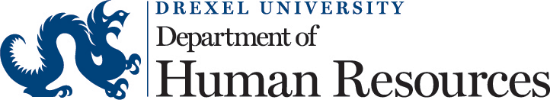 DREXEL UNIVERSITY
Department of
Human Resources